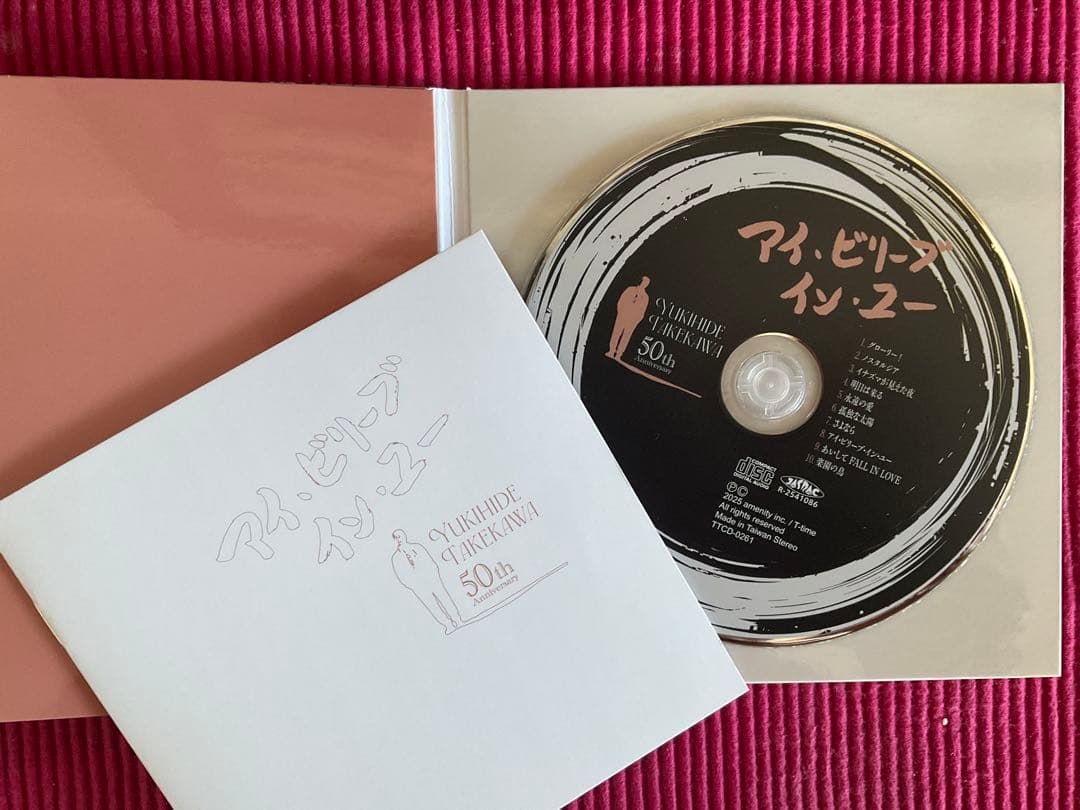 アイ・ビリーブ
イン・ユー
YUKIHIDE
TAKEKAWA
50th
Anniversary
1. グローリー！
2. ノスタルジア
3. イナズマが見えた夜
4. 明日は来る
5. 永遠の愛
6. 孤独な太陽
7. さよなら
8. アイ・ビリーブ・イン・ユー
9. あいして FALL IN LOVE
10. 楽園の鳥
COMPACT
disc
DIGITAL AUDIO
JASRAC
R-2541086
℗©
2025 amenity inc. / T-time
All rights reserved
Made in Taiwan Stereo
TTCD-0261
アイ・ビリーブ
イン・ユー
YUKIHIDE
TAKEKAWA
50th
Anniversary